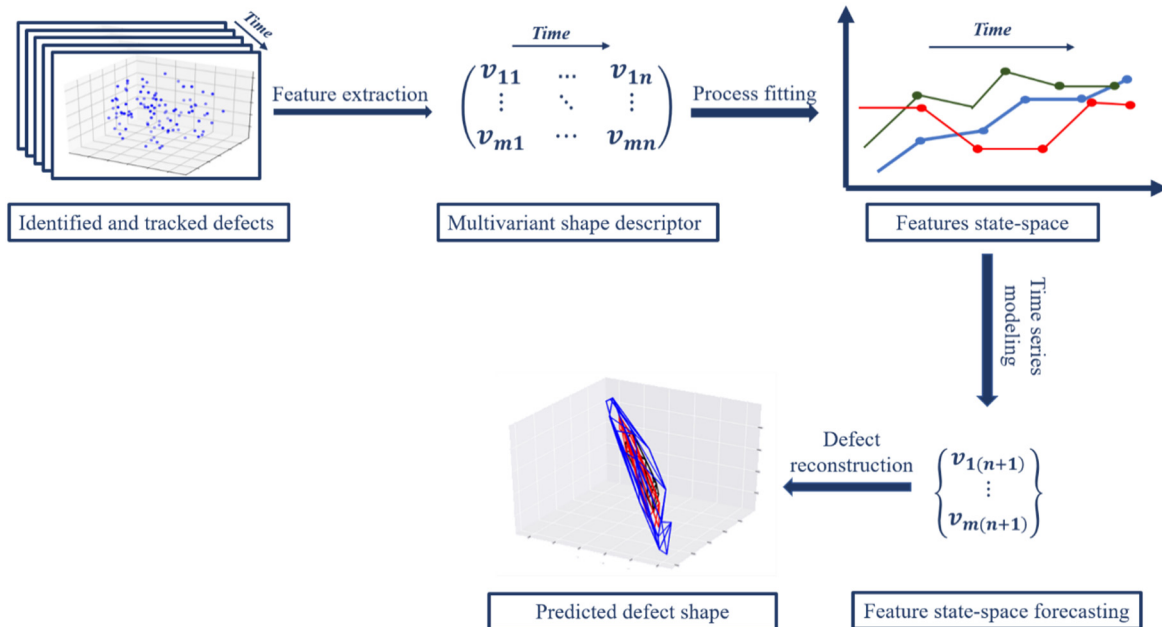 Time
Feature extraction
Time
v11 ... v1n
⋮ ⋱ ⋮
vm1 ... vmn
Process fitting
Time
Identified and tracked defects
Multivariant shape descriptor
Features state-space
Time series
modeling
Defect
reconstruction
v1(n+1)
⋮
vm(n+1)
Predicted defect shape
Feature state-space forecasting